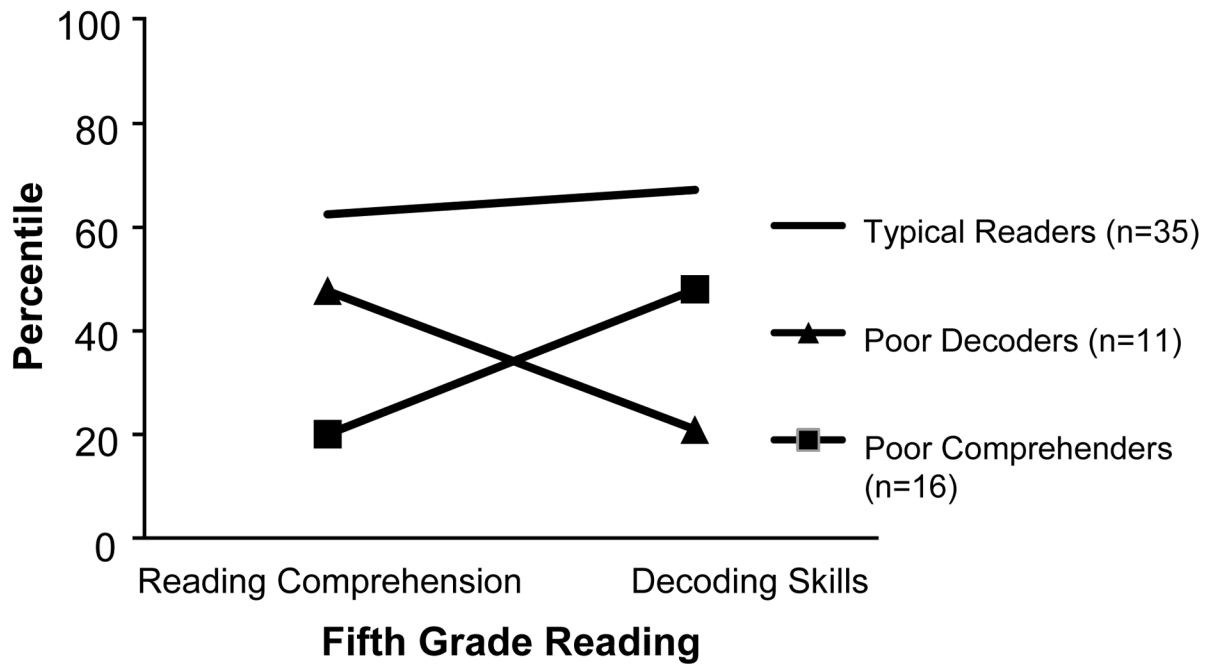 100
80
60
40
20
0
Percentile
Reading Comprehension
Decoding Skills
Fifth Grade Reading
Typical Readers (n=35)
Poor Decoders (n=11)
Poor Comprehenders
(n=16)